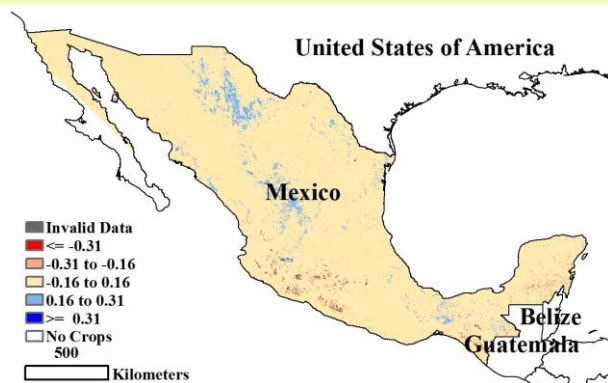 United States of America
Mexico
Invalid Data
<= -0.31
-0.31 to -0.16
-0.16 to 0.16
0.16 to 0.31
>= 0.31
No Crops
500
Kilometers
Belize
Guatemala